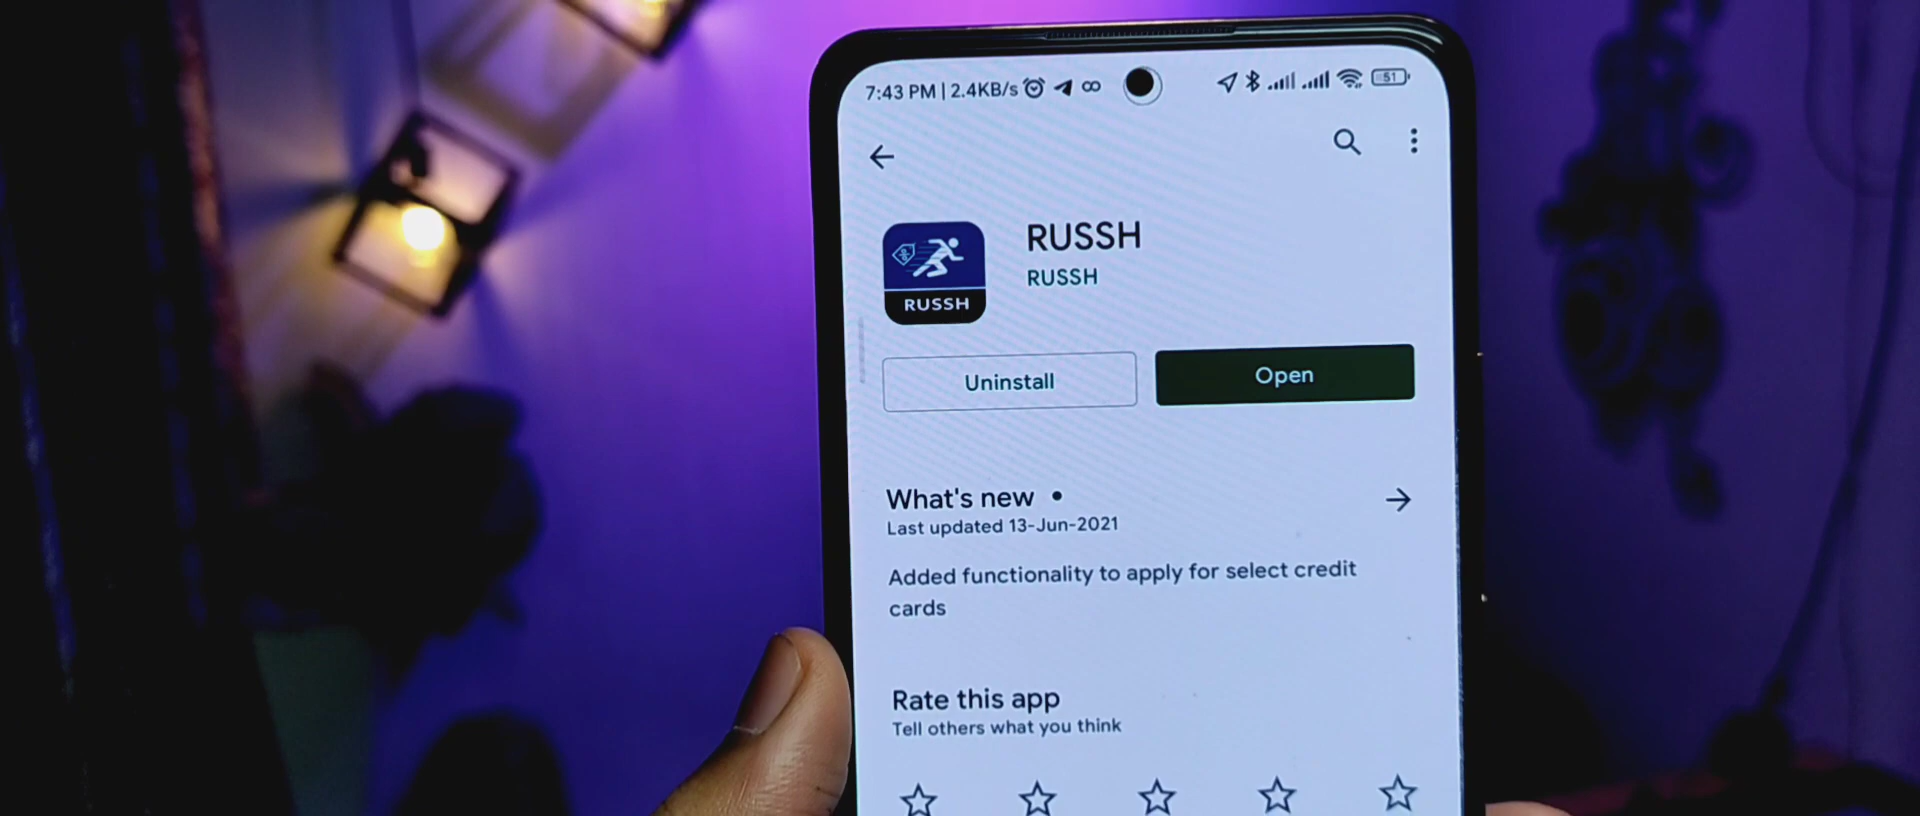 7:43 PM | 2.4KB/s
51
RUSSH
RUSSH
RUSSH
Uninstall
Open
What's new •
Last updated 13-Jun-2021
Added functionality to apply for select credit
cards
Rate this app
Tell others what you think